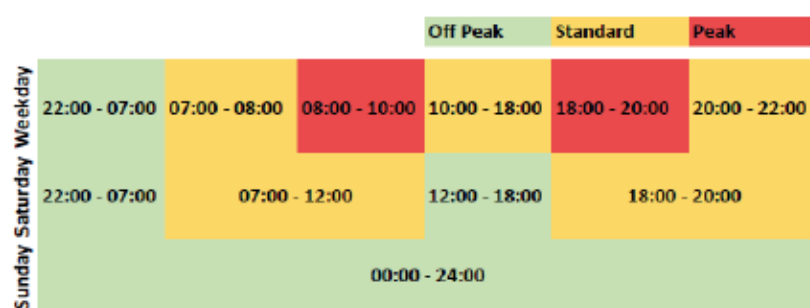 Off Peak Standard Peak
Weekday 22:00 - 07:00 07:00 - 08:00 08:00 - 10:00 10:00 - 18:00 18:00 - 20:00 20:00 - 22:00
Saturday 22:00 - 07:00 07:00 - 12:00 12:00 - 18:00 18:00 - 20:00
Sunday 00:00 - 24:00